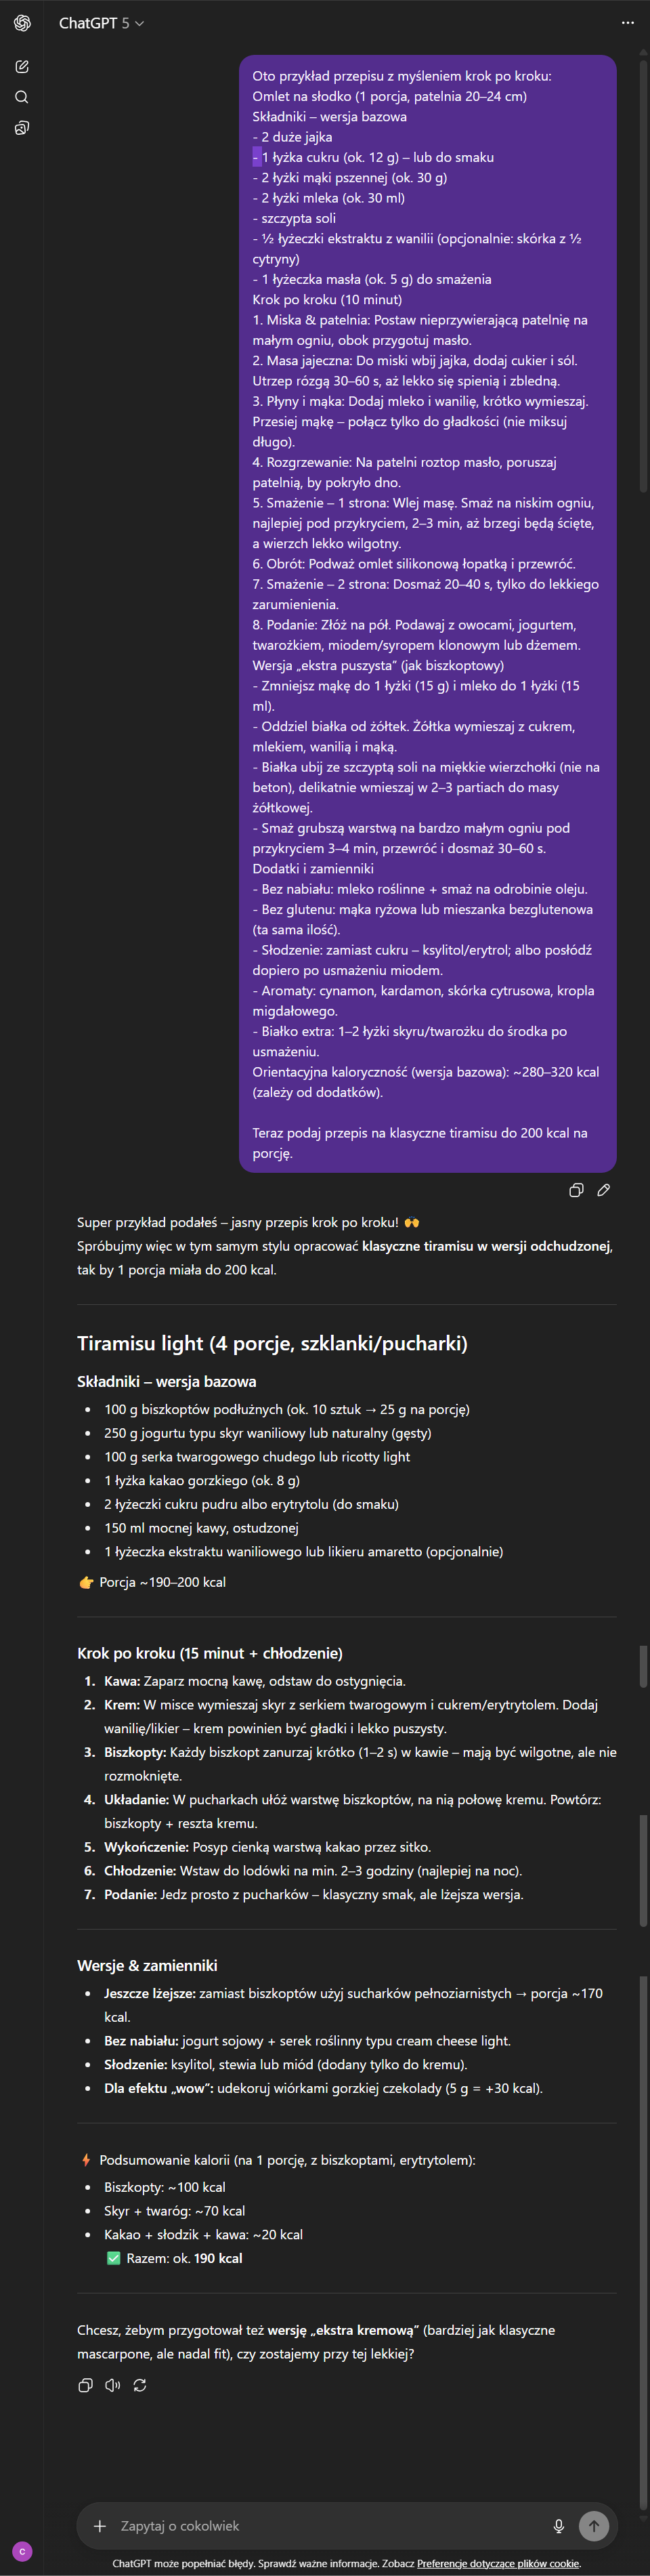 ChatGPT 5
Oto przykład przepisu z myśleniem krok po kroku:
Omlet na słodko (1 porcja, patelnia 20–24 cm)
Składniki – wersja bazowa
- 2 duże jajka
- 1 łyżka cukru (ok. 12 g) – lub do smaku
- 2 łyżki mąki pszennej (ok. 30 g)
- 2 łyżki mleka (ok. 30 ml)
- szczypta soli
- ½ łyżeczki ekstraktu z wanilii (opcjonalnie: skórka z ½
cytryny)
- 1 łyżeczka masła (ok. 5 g) do smażenia
Krok po kroku (10 minut)
1. Miska & patelnia: Postaw nieprzywierającą patelnię na
małym ogniu, obok przygotuj masło.
2. Masa jajeczna: Do miski wbij jajka, dodaj cukier i sól.
Utrzep rózgą 30–60 s, aż lekko się spienią i zbledną.
3. Płyny i mąka: Dodaj mleko i wanilię, krótko wymieszaj.
Przesiej mąkę – połącz tylko do gładkości (nie miksuj
długo).
4. Rozgrzewanie: Na patelni roztop masło, poruszaj
patelnią, by pokryło dno.
5. Smażenie – 1 strona: Wlej masę. Smaż na niskim ogniu,
najlepiej pod przykryciem, 2–3 min, aż brzegi będą ścięte,
a wierzch lekko wilgotny.
6. Obrót: Podważ omlet silikonową łopatką i przewróć.
7. Smażenie – 2 strona: Dosmaż 20–40 s, tylko do lekkiego
zarumienienia.
8. Podanie: Złóż na pół. Podawaj z owocami, jogurtem,
twarożkiem, miodem/syropem klonowym lub dżemem.
Wersja „ekstra puszysta” (jak biszkoptowy)
- Zmniejsz mąkę do 1 łyżki (15 g) i mleko do 1 łyżki (15
ml).
- Oddziel białka od żółtek. Żółtka wymieszaj z cukrem,
mlekiem, wanilią i mąką.
- Białka ubij ze szczyptą soli na miękkie wierzchołki (nie na
beton), delikatnie wmieszaj w 2–3 partiach do masy
żółtkowej.
- Smaż grubszą warstwą na bardzo małym ogniu pod
przykryciem 3–4 min, przewróć i dosmaż 30–60 s.
Dodatki i zamienniki
- Bez nabiału: mleko roślinne + smaż na odrobinie oleju.
- Bez glutenu: mąka ryżowa lub mieszanka bezglutenowa
(ta sama ilość).
- Słodzenie: zamiast cukru – ksylitol/erytrol; albo posłódź
dopiero po usmażeniu miodem.
- Aromaty: cynamon, kardamon, skórka cytrusowa, kropla
migdałowego.
- Białko extra: 1–2 łyżki skyru/twarożku do środka po
usmażeniu.
Orientacyjna kaloryczność (wersja bazowa): ~280–320 kcal
(zależy od dodatków).
Teraz podaj przepis na klasyczne tiramisu do 200 kcal na
porcję.
Super przykład podałeś – jasny przepis krok po kroku! 🙌
Spróbujmy więc w tym samym stylu opracować klasyczne tiramisu w wersji odchudzonej,
tak by 1 porcja miała do 200 kcal.
Tiramisu light (4 porcje, szklanki/pucharki)
Składniki – wersja bazowa
• 100 g biszkoptów podłużnych (ok. 10 sztuk → 25 g na porcję)
• 250 g jogurtu typu skyr waniliowy lub naturalny (gęsty)
• 100 g serka twarogowego chudego lub ricotty light
• 1 łyżka kakao gorzkiego (ok. 8 g)
• 2 łyżeczki cukru pudru albo erytrytolu (do smaku)
• 150 ml mocnej kawy, ostudzonej
• 1 łyżeczka ekstraktu waniliowego lub likieru amaretto (opcjonalnie)
👉 Porcja ~190–200 kcal
Krok po kroku (15 minut + chłodzenie)
1. Kawa: Zaparz mocną kawę, odstaw do ostygnięcia.
2. Krem: W misce wymieszaj skyr z serkiem twarogowym i cukrem/erytrytolem. Dodaj
wanilię/likier – krem powinien być gładki i lekko puszysty.
3. Biszkopty: Każdy biszkopt zanurzaj krótko (1–2 s) w kawie – mają być wilgotne, ale nie
rozmoknięte.
4. Układanie: W pucharkach ułóż warstwę biszkoptów, na nią połowę kremu. Powtórz:
biszkopty + reszta kremu.
5. Wykończenie: Posyp cienką warstwą kakao przez sitko.
6. Chłodzenie: Wstaw do lodówki na min. 2–3 godziny (najlepiej na noc).
7. Podanie: Jedz prosto z pucharków – klasyczny smak, ale lżejsza wersja.
Wersje & zamienniki
• Jeszcze lżejsze: zamiast biszkoptów użyj sucharków pełnoziarnistych → porcja ~170
kcal.
• Bez nabiału: jogurt sojowy + serek roślinny typu cream cheese light.
• Słodzenie: ksylitol, stewia lub miód (dodany tylko do kremu).
• Dla efektu „wow”: udekoruj wiórkami gorzkiej czekolady (5 g = +30 kcal).
⚡ Podsumowanie kalorii (na 1 porcję, z biszkoptami, erytrytolem):
• Biszkopty: ~100 kcal
• Skyr + twaróg: ~70 kcal
• Kakao + słodzik + kawa: ~20 kcal
✅ Razem: ok. 190 kcal
Chcesz, żebym przygotował też wersję „ekstra kremową” (bardziej jak klasyczne
mascarpone, ale nadal fit), czy zostajemy przy tej lekkiej?
Zapytaj o cokolwiek
C
ChatGPT może popełniać błędy. Sprawdź ważne informacje. Zobacz Preferencje dotyczące plików cookie.